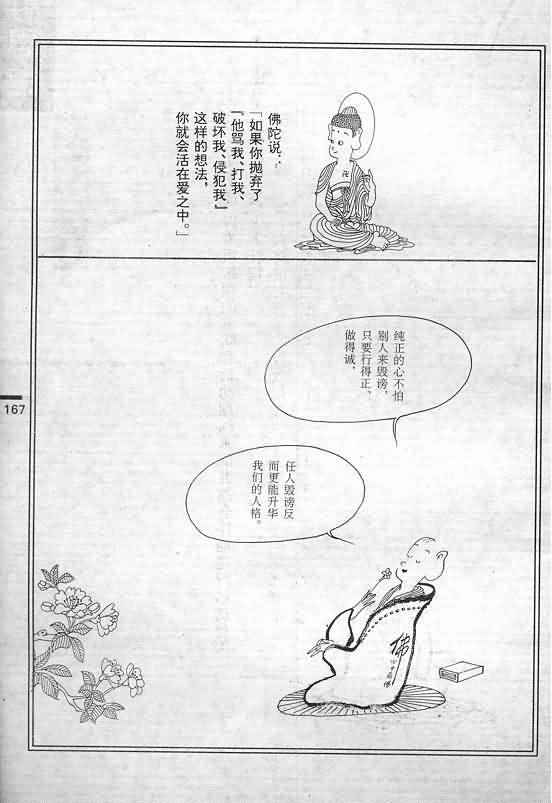 佛陀说：
「如果你抛弃了
『他骂我、打我、
破坏我、侵犯我』
这样的想法，
你就会活在爱之中。」
纯正的心不怕
别人来毁谤，
只要行得正、
做得诚，
任人毁谤反
而更能升华
我们的人格。
卍
佛
167